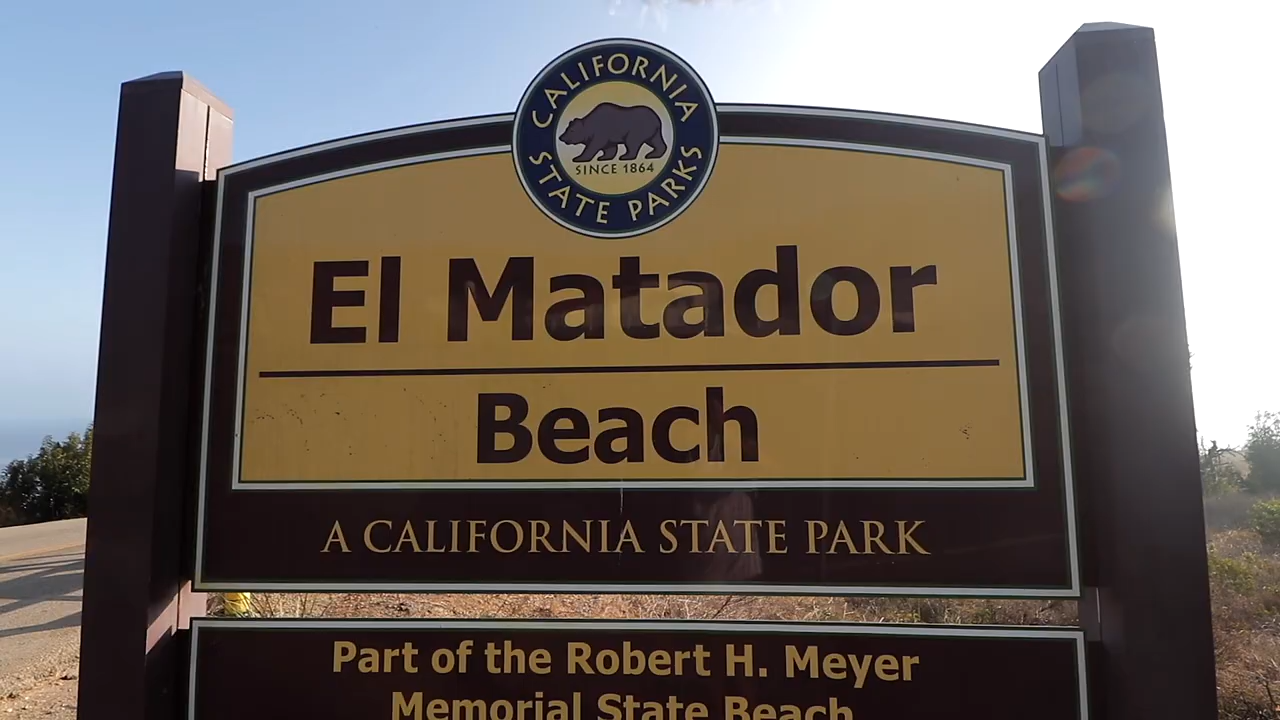 CALIFORNIA
SINCE 1864
STATE PARKS
El Matador
Beach
A CALIFORNIA STATE PARK
Part of the Robert H. Meyer
Memorial State Beach